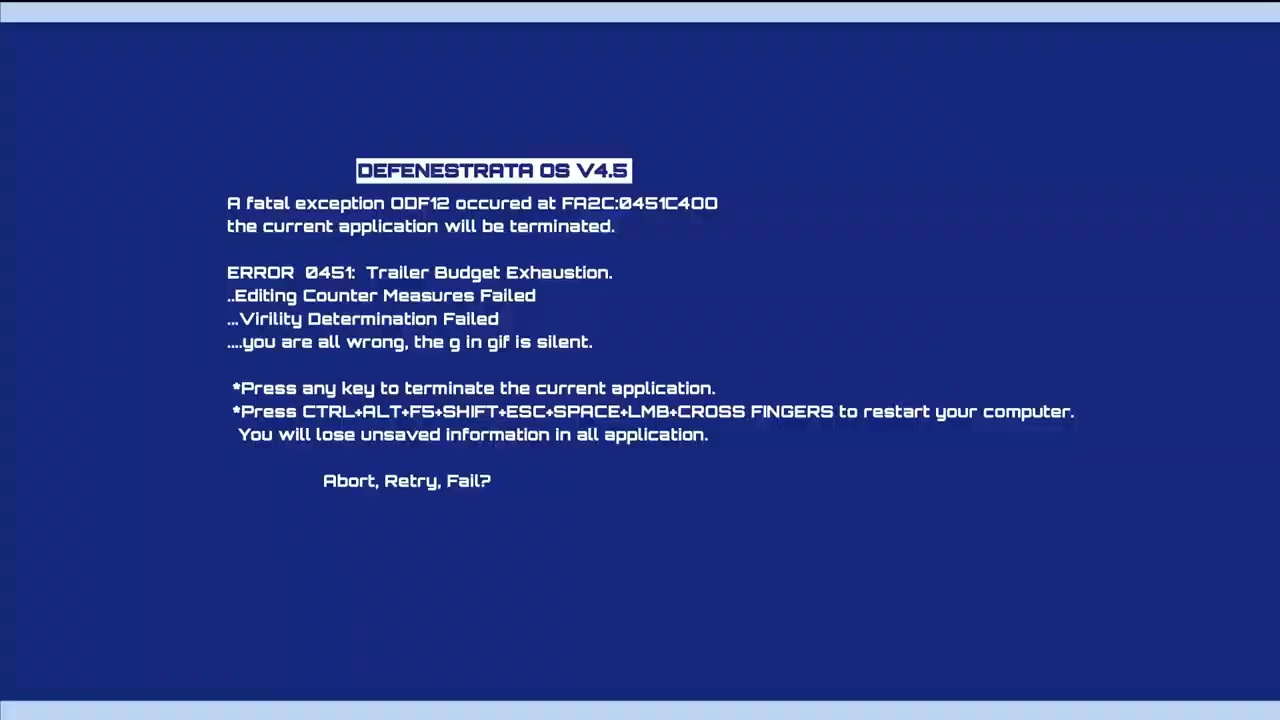 DEFENESTRATA OS V4.5
A fatal exception ODF12 occured at FA2C:0451C400
the current application will be terminated.
ERROR 0451: Trailer Budget Exhaustion.
..Editing Counter Measures Failed
...Virility Determination Failed
....you are all wrong, the g in gif is silent.
*Press any key to terminate the current application.
*Press CTRL+ALT+F5+SHIFT+ESC+SPACE+LMB+CROSS FINGERS to restart your computer.
You will lose unsaved information in all application.
Abort, Retry, Fail?